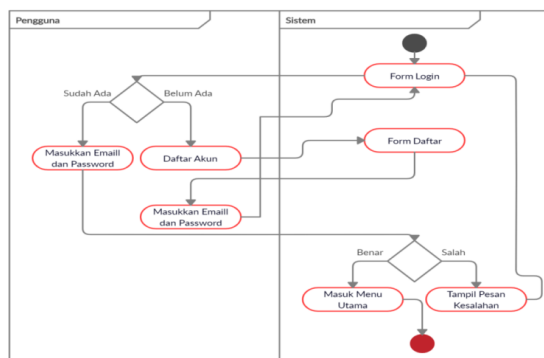 Pengguna
Sistem
Form Login
Sudah Ada
Belum Ada
Masukkan Emaill
dan Password
Daftar Akun
Form Daftar
Masukkan Emaill
dan Password
Benar
Salah
Masuk Menu
Utama
Tampil Pesan
Kesalahan